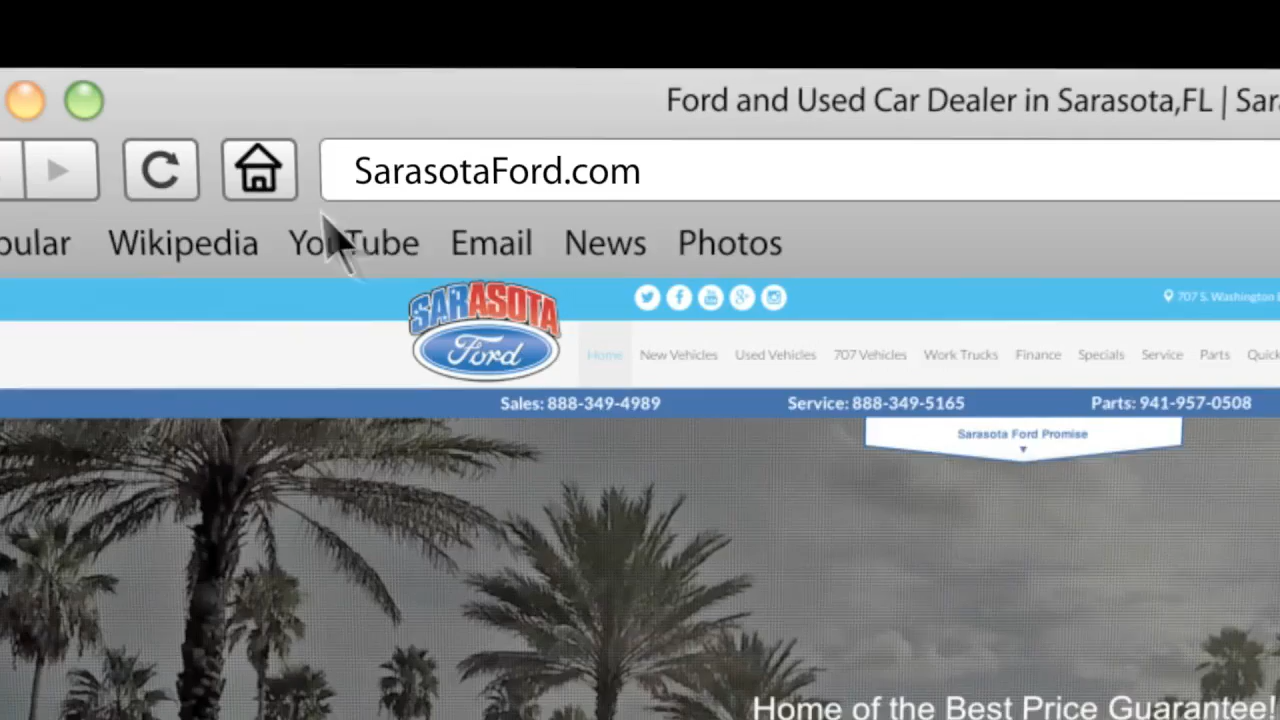 Ford and Used Car Dealer in Sarasota,FL | Sar
SarasotaFord.com
pular Wikipedia YouTube Email News Photos
SARASOTA
Ford
707 S. Washington
Home New Vehicles Used Vehicles 707 Vehicles Work Trucks Finance Specials Service Parts Quick
Sales: 888-349-4989 Service: 888-349-5165 Parts: 941-957-0508
Sarasota Ford Promise
Home of the Best Price Guarantee!